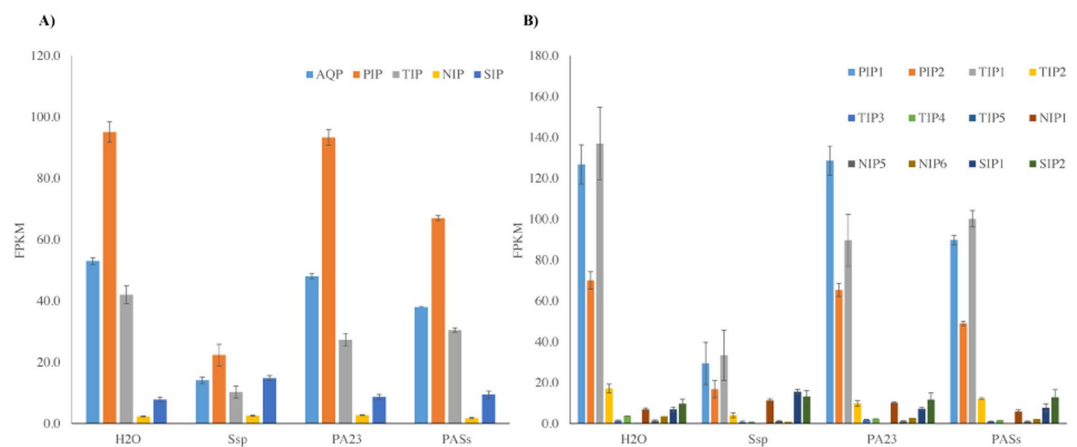 A)
120.0
100.0
80.0
60.0
40.0
20.0
0.0
FPKM
AQP PIP TIP NIP SIP
H2O Ssp PA23 PASs
B)
180.0
160.0
140.0
120.0
100.0
80.0
60.0
40.0
20.0
0.0
FPKM
PIP1 PIP2 TIP1 TIP2
TIP3 TIP4 TIP5 NIP1
NIP5 NIP6 SIP1 SIP2
H2O Ssp PA23 PASs